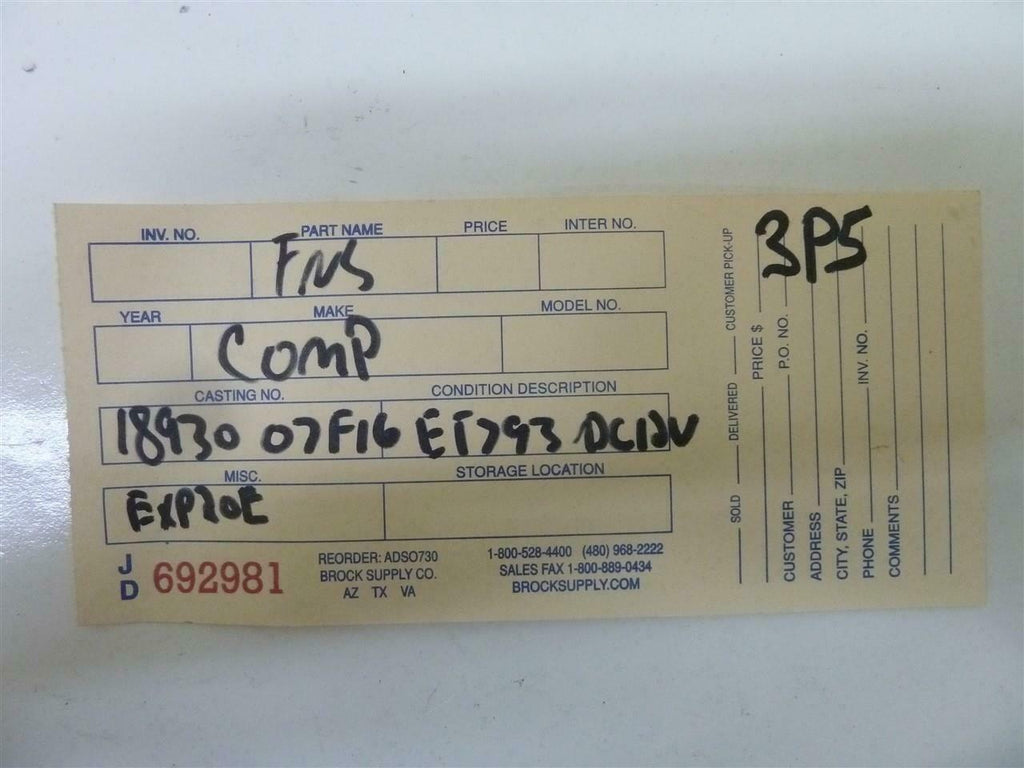 INV. NO. PART NAME PRICE INTER NO.
FNS
YEAR MAKE MODEL NO.
COMP
CASTING NO. CONDITION DESCRIPTION
18930 07F16 ET793 DC12V
MISC. STORAGE LOCATION
EXP20E
JD 692981
REORDER: ADSO730
BROCK SUPPLY CO.
AZ TX VA
1-800-528-4400 (480) 968-2222
SALES FAX 1-800-889-0434
BROCKSUPPLY.COM
3P5
SOLD DELIVERED CUSTOMER PICK-UP
PRICE $
CUSTOMER P.O. NO.
ADDRESS
CITY, STATE, ZIP
PHONE INV. NO.
COMMENTS